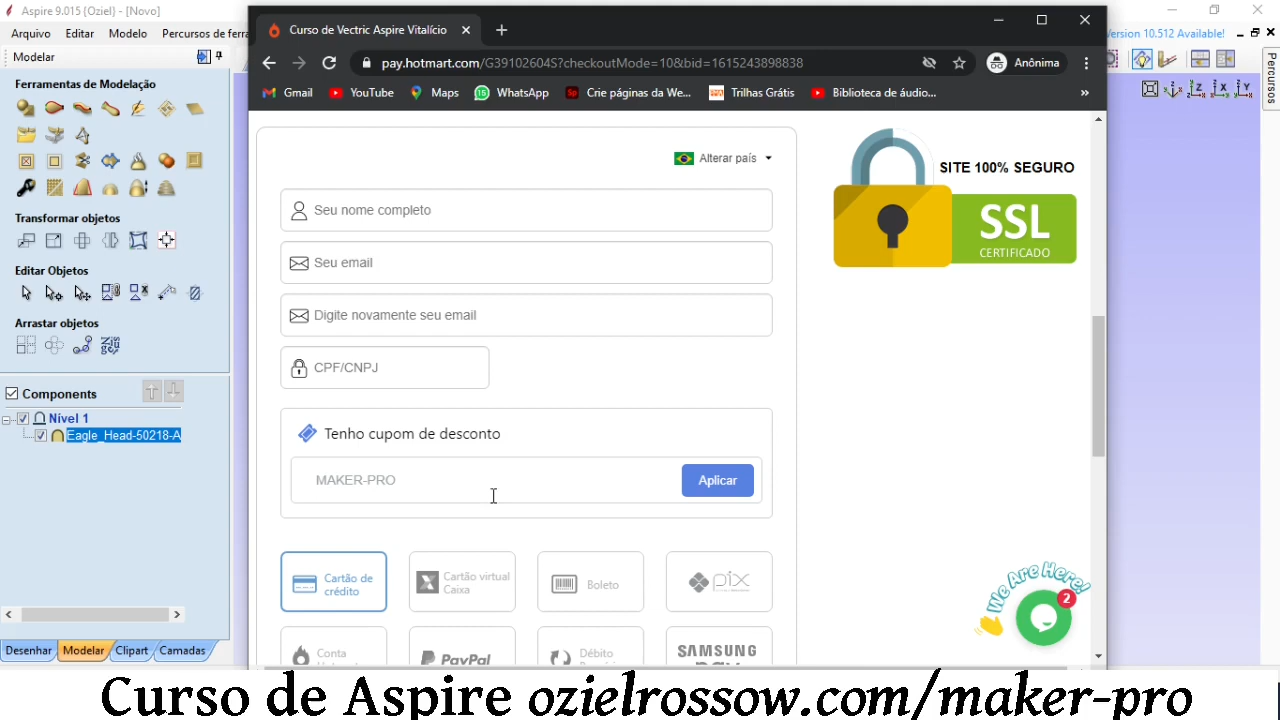 Aspire 9.015 (Oziel) - [Novo]
Arquivo Editar Modelo Percursos de ferra
Version 10.512 Available!
Modelar
Ferramentas de Modelação
Transformar objetos
Editar Objetos
Arrastar objetos
Components
Nível 1
Eagle_Head-50218-A
Desenhar Modelar Clipart Camadas
Percursos
Curso de Vectric Aspire Vitalício
pay.hotmart.com/G39102604S?checkoutMode=10&bid=1615243898838
Anônima
Gmail YouTube Maps WhatsApp Crie páginas da We... Trilhas Grátis Biblioteca de áudio...
Alterar país
Seu nome completo
Seu email
Digite novamente seu email
CPF/CNPJ
Tenho cupom de desconto
MAKER-PRO
Aplicar
Cartão de crédito
Cartão virtual Caixa
Boleto
pix
Conta
PayPal
Débito
SAMSUNG
SITE 100% SEGURO
SSL
CERTIFICADO
We Are Here!
2
Curso de Aspire ozielrossow.com/maker-pro